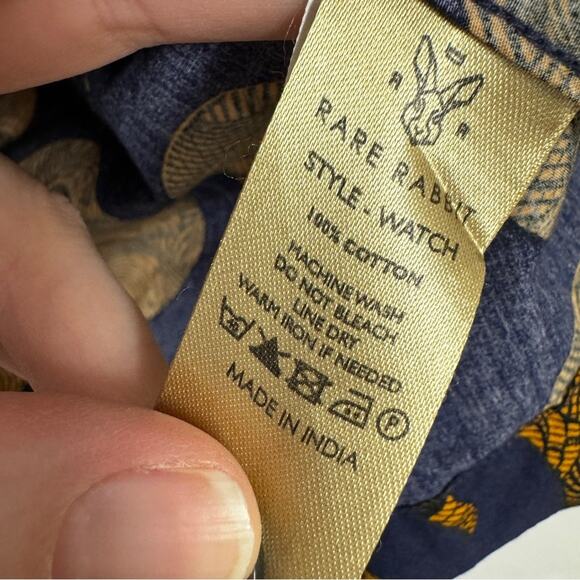 R R
RARE RABBIT
STYLE - WATCH
100% COTTON
MACHINE WASH
DO NOT BLEACH
LINE DRY
WARM IRON IF NEEDED
P
MADE IN INDIA